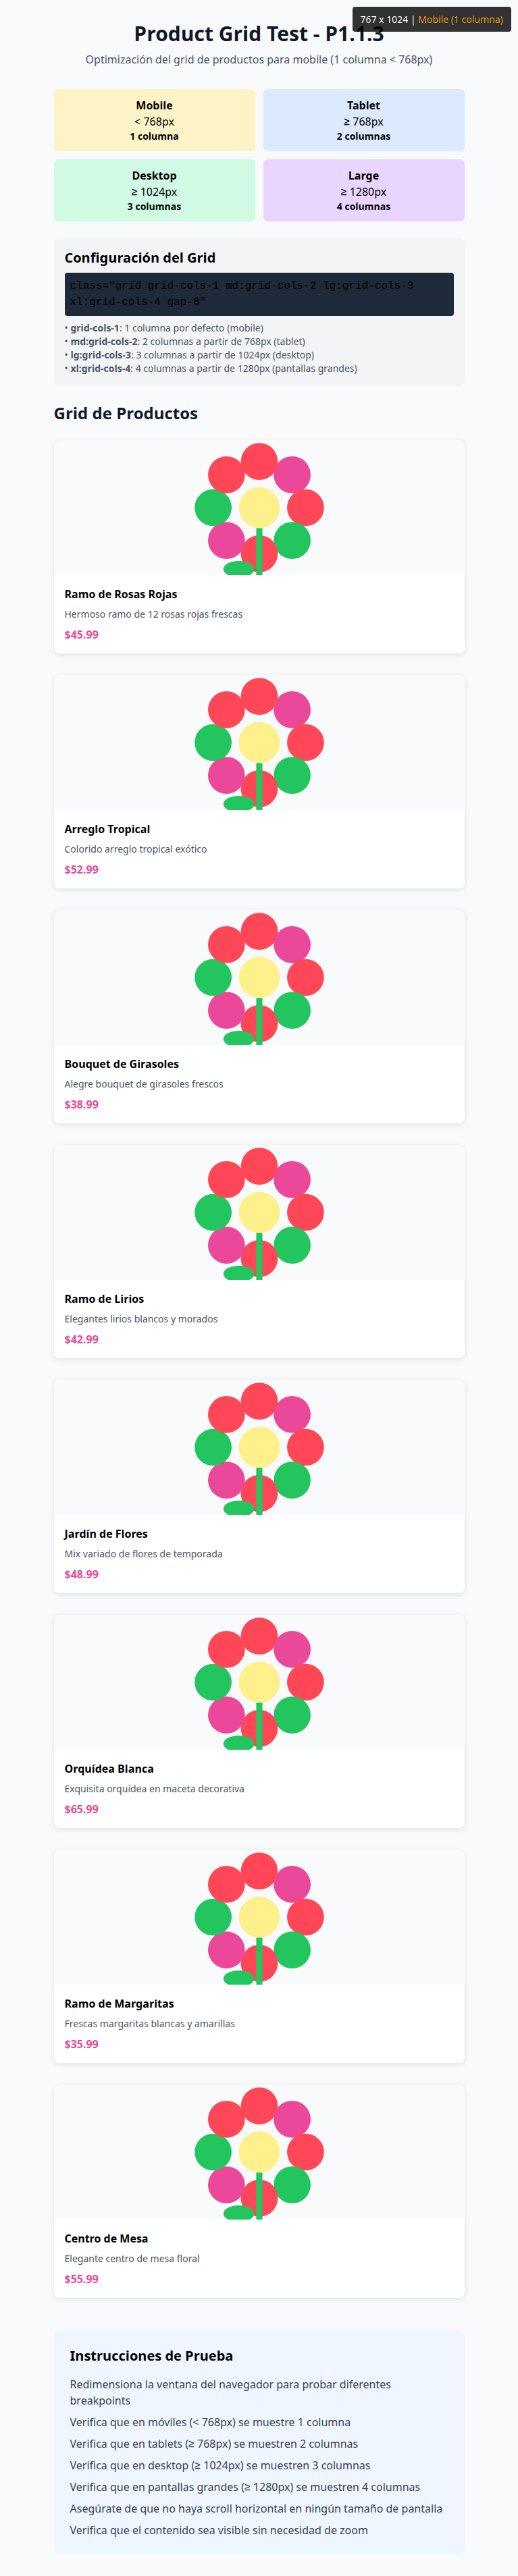 767 x 1024 | Mobile (1 columna)
Product Grid Test - P1.1.3
Optimización del grid de productos para mobile (1 columna < 768px)
Mobile
< 768px
1 columna
Tablet
≥ 768px
2 columnas
Desktop
≥ 1024px
3 columnas
Large
≥ 1280px
4 columnas
Configuración del Grid
class="grid grid-cols-1 md:grid-cols-2 lg:grid-cols-3
xl:grid-cols-4 gap-8"
• grid-cols-1: 1 columna por defecto (mobile)
• md:grid-cols-2: 2 columnas a partir de 768px (tablet)
• lg:grid-cols-3: 3 columnas a partir de 1024px (desktop)
• xl:grid-cols-4: 4 columnas a partir de 1280px (pantallas grandes)
Grid de Productos
Ramo de Rosas Rojas
Hermoso ramo de 12 rosas rojas frescas
$45.99
Arreglo Tropical
Colorido arreglo tropical exótico
$52.99
Bouquet de Girasoles
Alegre bouquet de girasoles frescos
$38.99
Ramo de Lirios
Elegantes lirios blancos y morados
$42.99
Jardín de Flores
Mix variado de flores de temporada
$48.99
Orquídea Blanca
Exquisita orquídea en maceta decorativa
$65.99
Ramo de Margaritas
Frescas margaritas blancas y amarillas
$35.99
Centro de Mesa
Elegante centro de mesa floral
$55.99
Instrucciones de Prueba
Redimensiona la ventana del navegador para probar diferentes
breakpoints
Verifica que en móviles (< 768px) se muestre 1 columna
Verifica que en tablets (≥ 768px) se muestren 2 columnas
Verifica que en desktop (≥ 1024px) se muestren 3 columnas
Verifica que en pantallas grandes (≥ 1280px) se muestren 4 columnas
Asegúrate de que no haya scroll horizontal en ningún tamaño de pantalla
Verifica que el contenido sea visible sin necesidad de zoom